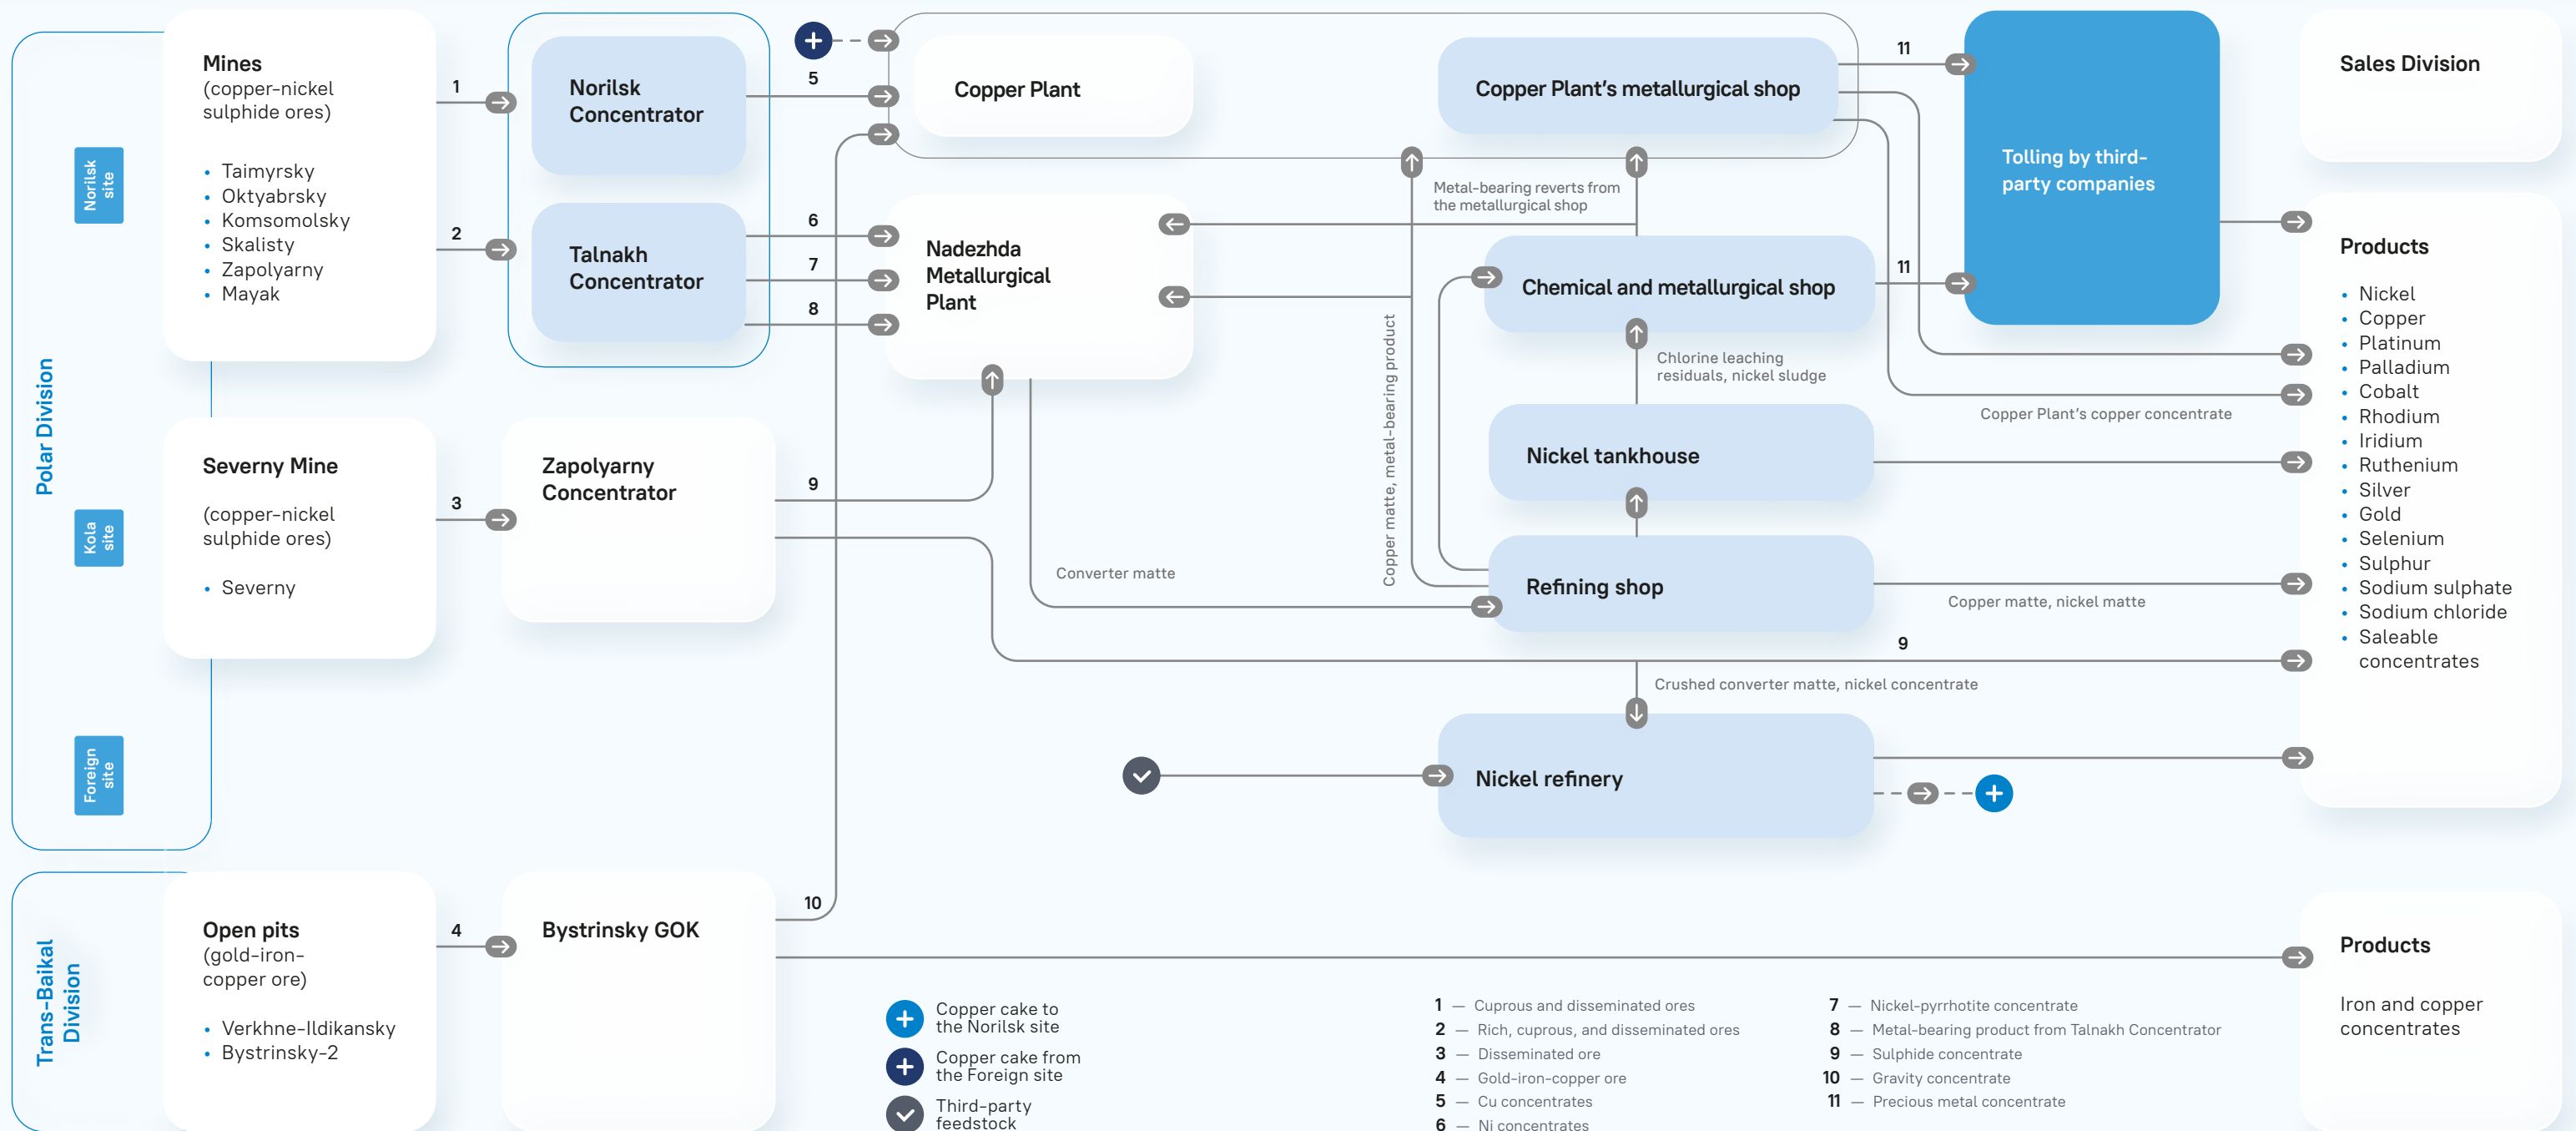 Polar Division
Norilsk
site
Kola
site
Foreign
site
Mines
(copper-nickel
sulphide ores)
• Taimyrsky
• Oktyabrsky
• Komsomolsky
• Skalisty
• Zapolyarny
• Mayak
1
2
Norilsk
Concentrator
Talnakh
Concentrator
5
6
7
8
Copper Plant
Copper Plant's metallurgical shop
Nadezhda
Metallurgical
Plant
Metal-bearing reverts from
the metallurgical shop
Chemical and metallurgical shop
Chlorine leaching
residuals, nickel sludge
Copper matte, metal-bearing product
Nickel tankhouse
Refining shop
11
11
Tolling by third-
party companies
Copper Plant's copper concentrate
Copper matte, nickel matte
Sales Division
Products
• Nickel
• Copper
• Platinum
• Palladium
• Cobalt
• Rhodium
• Iridium
• Ruthenium
• Silver
• Gold
• Selenium
• Sulphur
• Sodium sulphate
• Sodium chloride
• Saleable
concentrates
Severny Mine
(copper-nickel
sulphide ores)
• Severny
3
Zapolyarny
Concentrator
9
Converter matte
9
Crushed converter matte, nickel concentrate
Nickel refinery
Trans-Baikal
Division
Open pits
(gold-iron-
copper ore)
• Verkhne-Ildikansky
• Bystrinsky-2
4
Bystrinsky GOK
10
Products
Iron and copper
concentrates
Copper cake to
the Norilsk site
Copper cake from
the Foreign site
Third-party
feedstock
1 — Cuprous and disseminated ores
2 — Rich, cuprous, and disseminated ores
3 — Disseminated ore
4 — Gold-iron-copper ore
5 — Cu concentrates
6 — Ni concentrates
7 — Nickel-pyrrhotite concentrate
8 — Metal-bearing product from Talnakh Concentrator
9 — Sulphide concentrate
10 — Gravity concentrate
11 — Precious metal concentrate